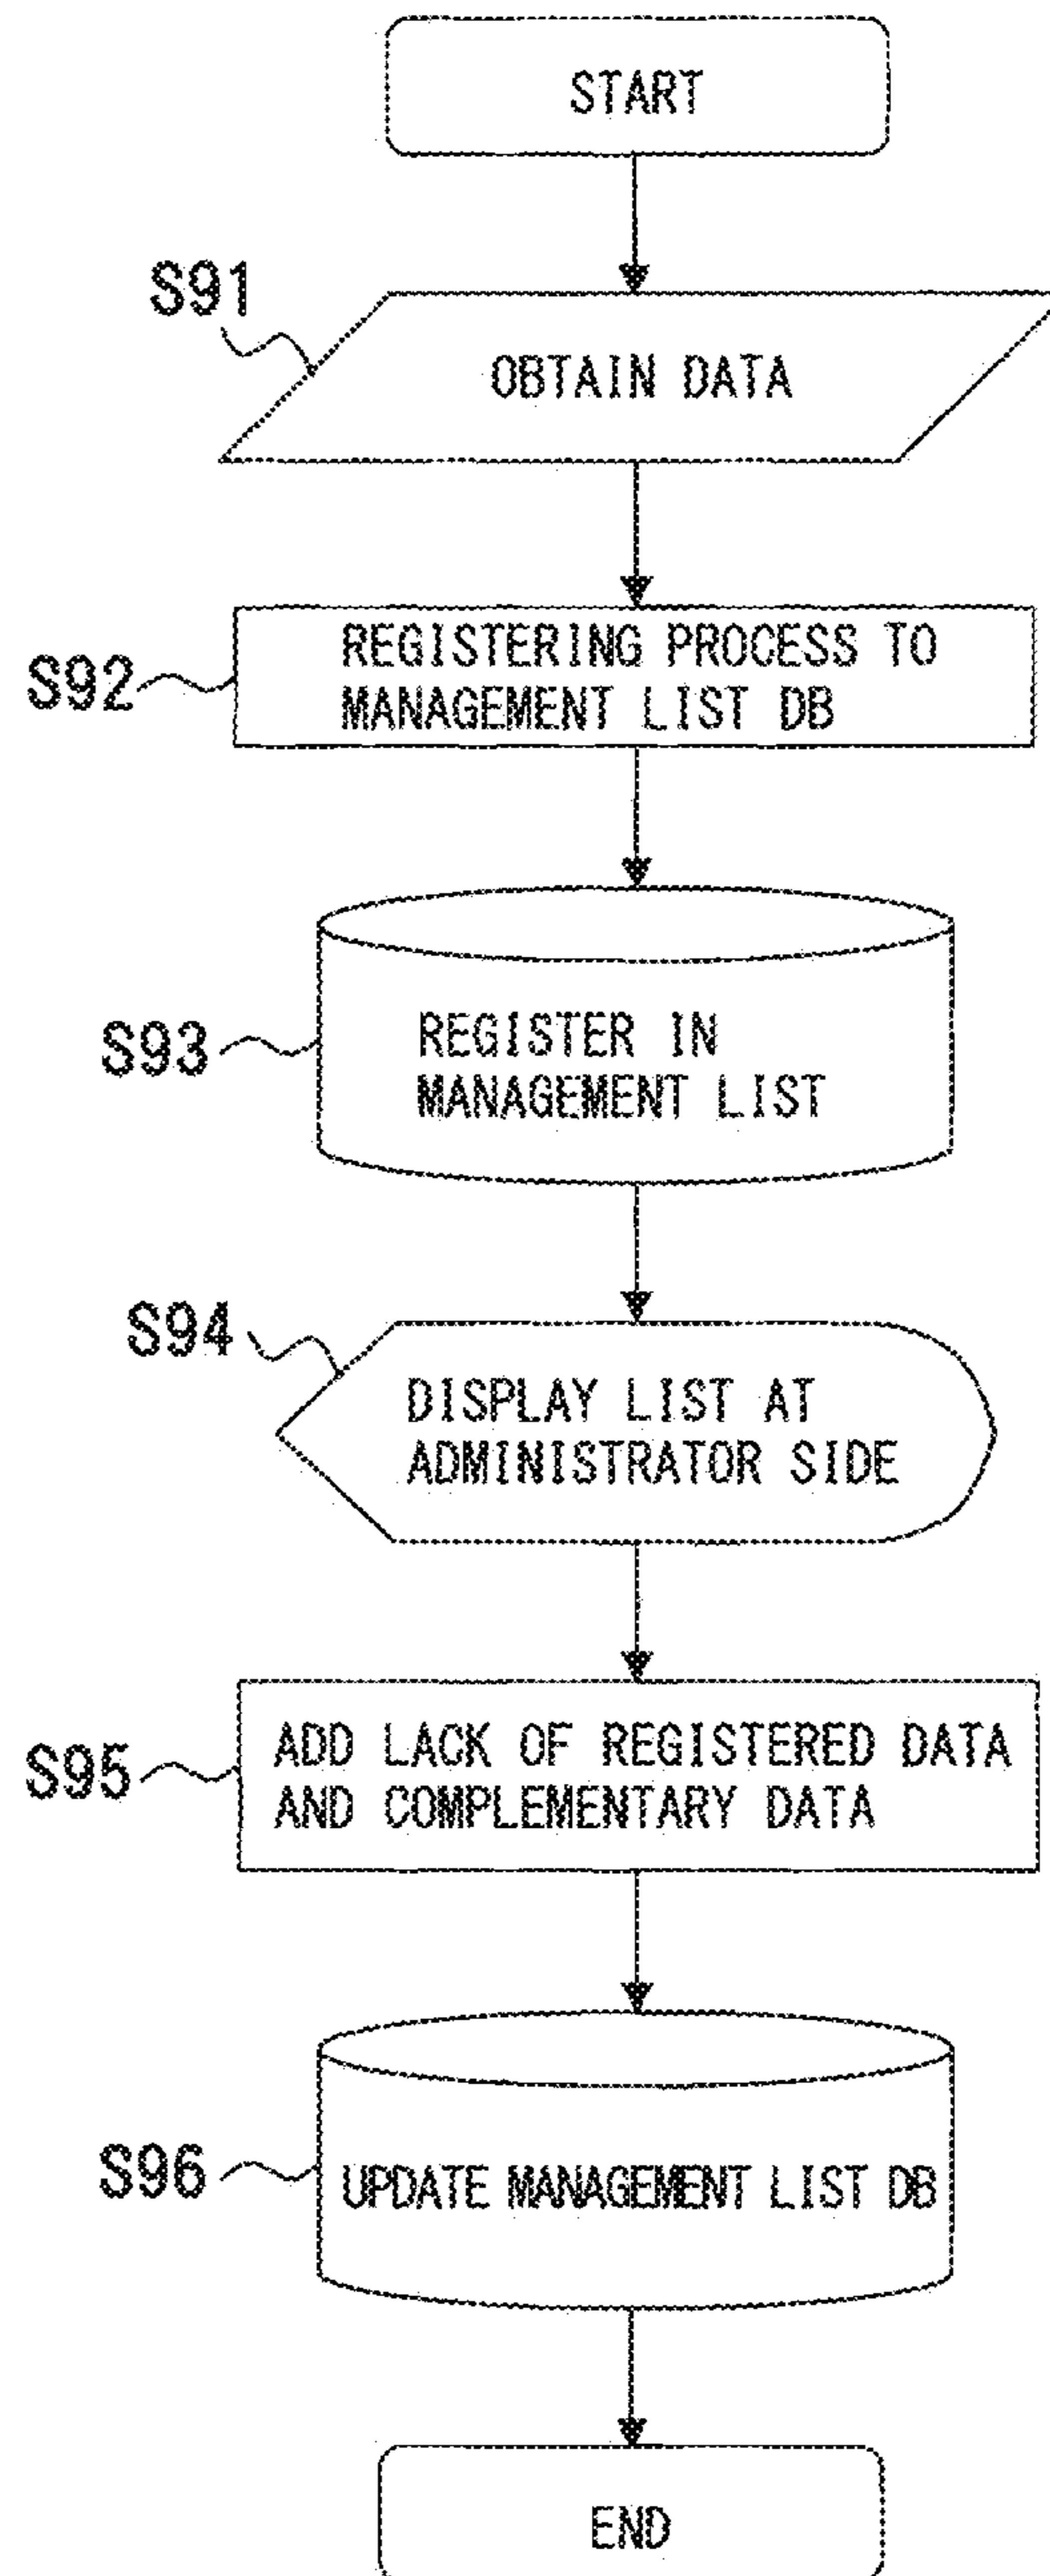 START
S91
OBTAIN DATA
S92
REGISTERING PROCESS TO
MANAGEMENT LIST DB
S93
REGISTER IN
MANAGEMENT LIST
S94
DISPLAY LIST AT
ADMINISTRATOR SIDE
S95
ADD LACK OF REGISTERED DATA
AND COMPLEMENTARY DATA
S96
UPDATE MANAGEMENT LIST DB
END